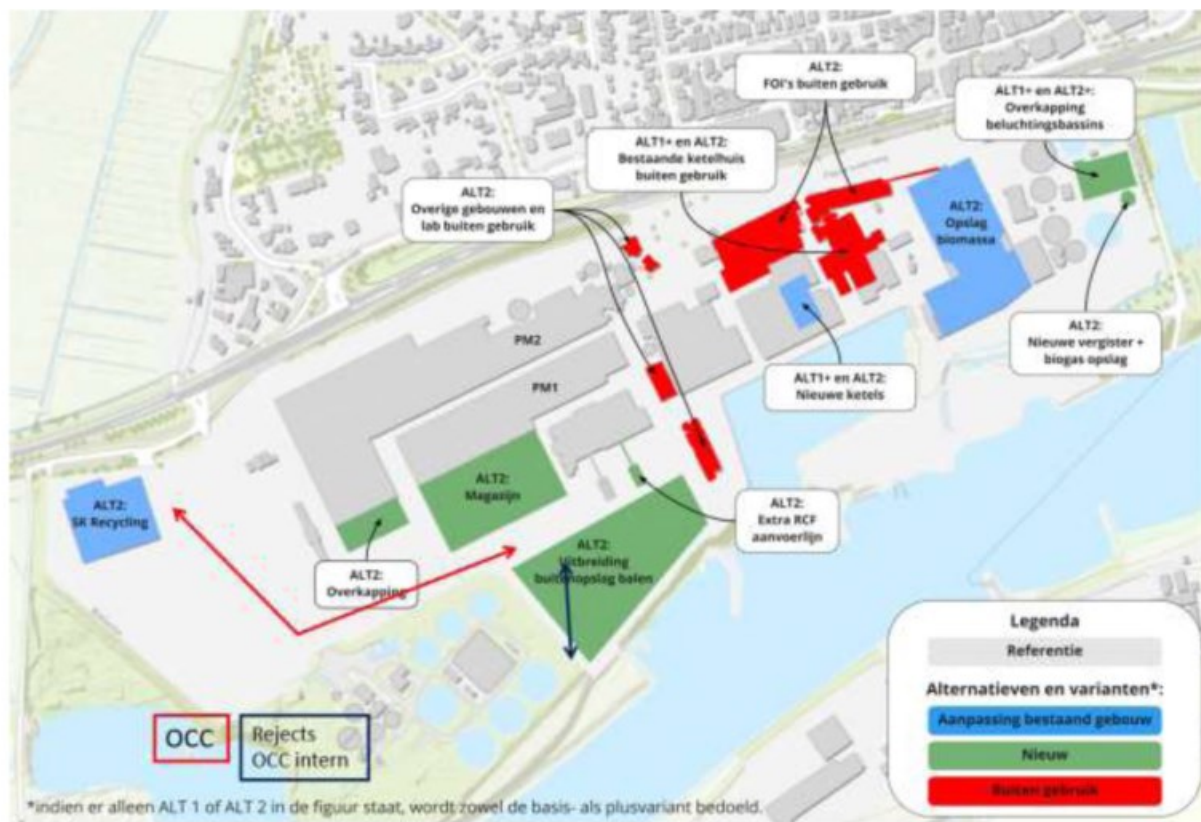 ALT2:
FOI's buiten gebruik
ALT1+ en ALT2+:
Overkapping
beluchtingsbassins
ALT1+ en ALT2:
Bestaande ketelhuis
buiten gebruik
ALT2:
Overige gebouwen en
lab buiten gebruik
ALT2:
Opslag
biomassa
PM2
PM1
ALT2:
Nieuwe vergister +
biogas opslag
ALT1+ en ALT2:
Nieuwe ketels
ALT2:
Magazijn
ALT2:
SK Recycling
ALT2:
Extra RCF
aanvoerlijn
ALT2:
Uitbreiding
buitenopslag balen
ALT2:
Overkapping
Legenda
Referentie
Alternatieven en varianten*:
Aanpassing bestaand gebouw
Nieuw
Buiten gebruik
OCC
Rejects
OCC intern
*indien er alleen ALT 1 of ALT 2 in de figuur staat, wordt zowel de basis- als plusvariant bedoeld.